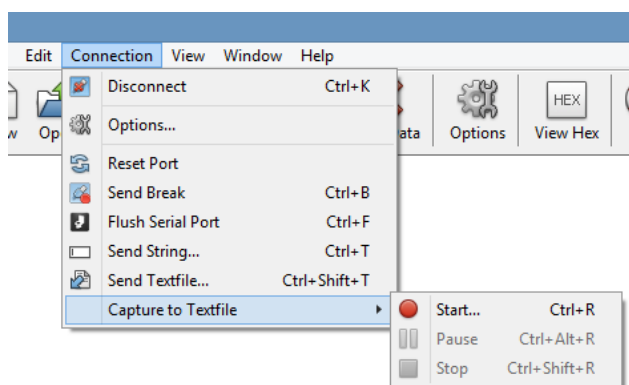 Edit Connection View Window Help
Disconnect Ctrl+K
Options...
Reset Port
Send Break Ctrl+B
Flush Serial Port Ctrl+F
Send String... Ctrl+T
Send Textfile... Ctrl+Shift+T
Capture to Textfile
w Op ata Options View Hex
HEX
Start... Ctrl+R
Pause Ctrl+Alt+R
Stop Ctrl+Shift+R